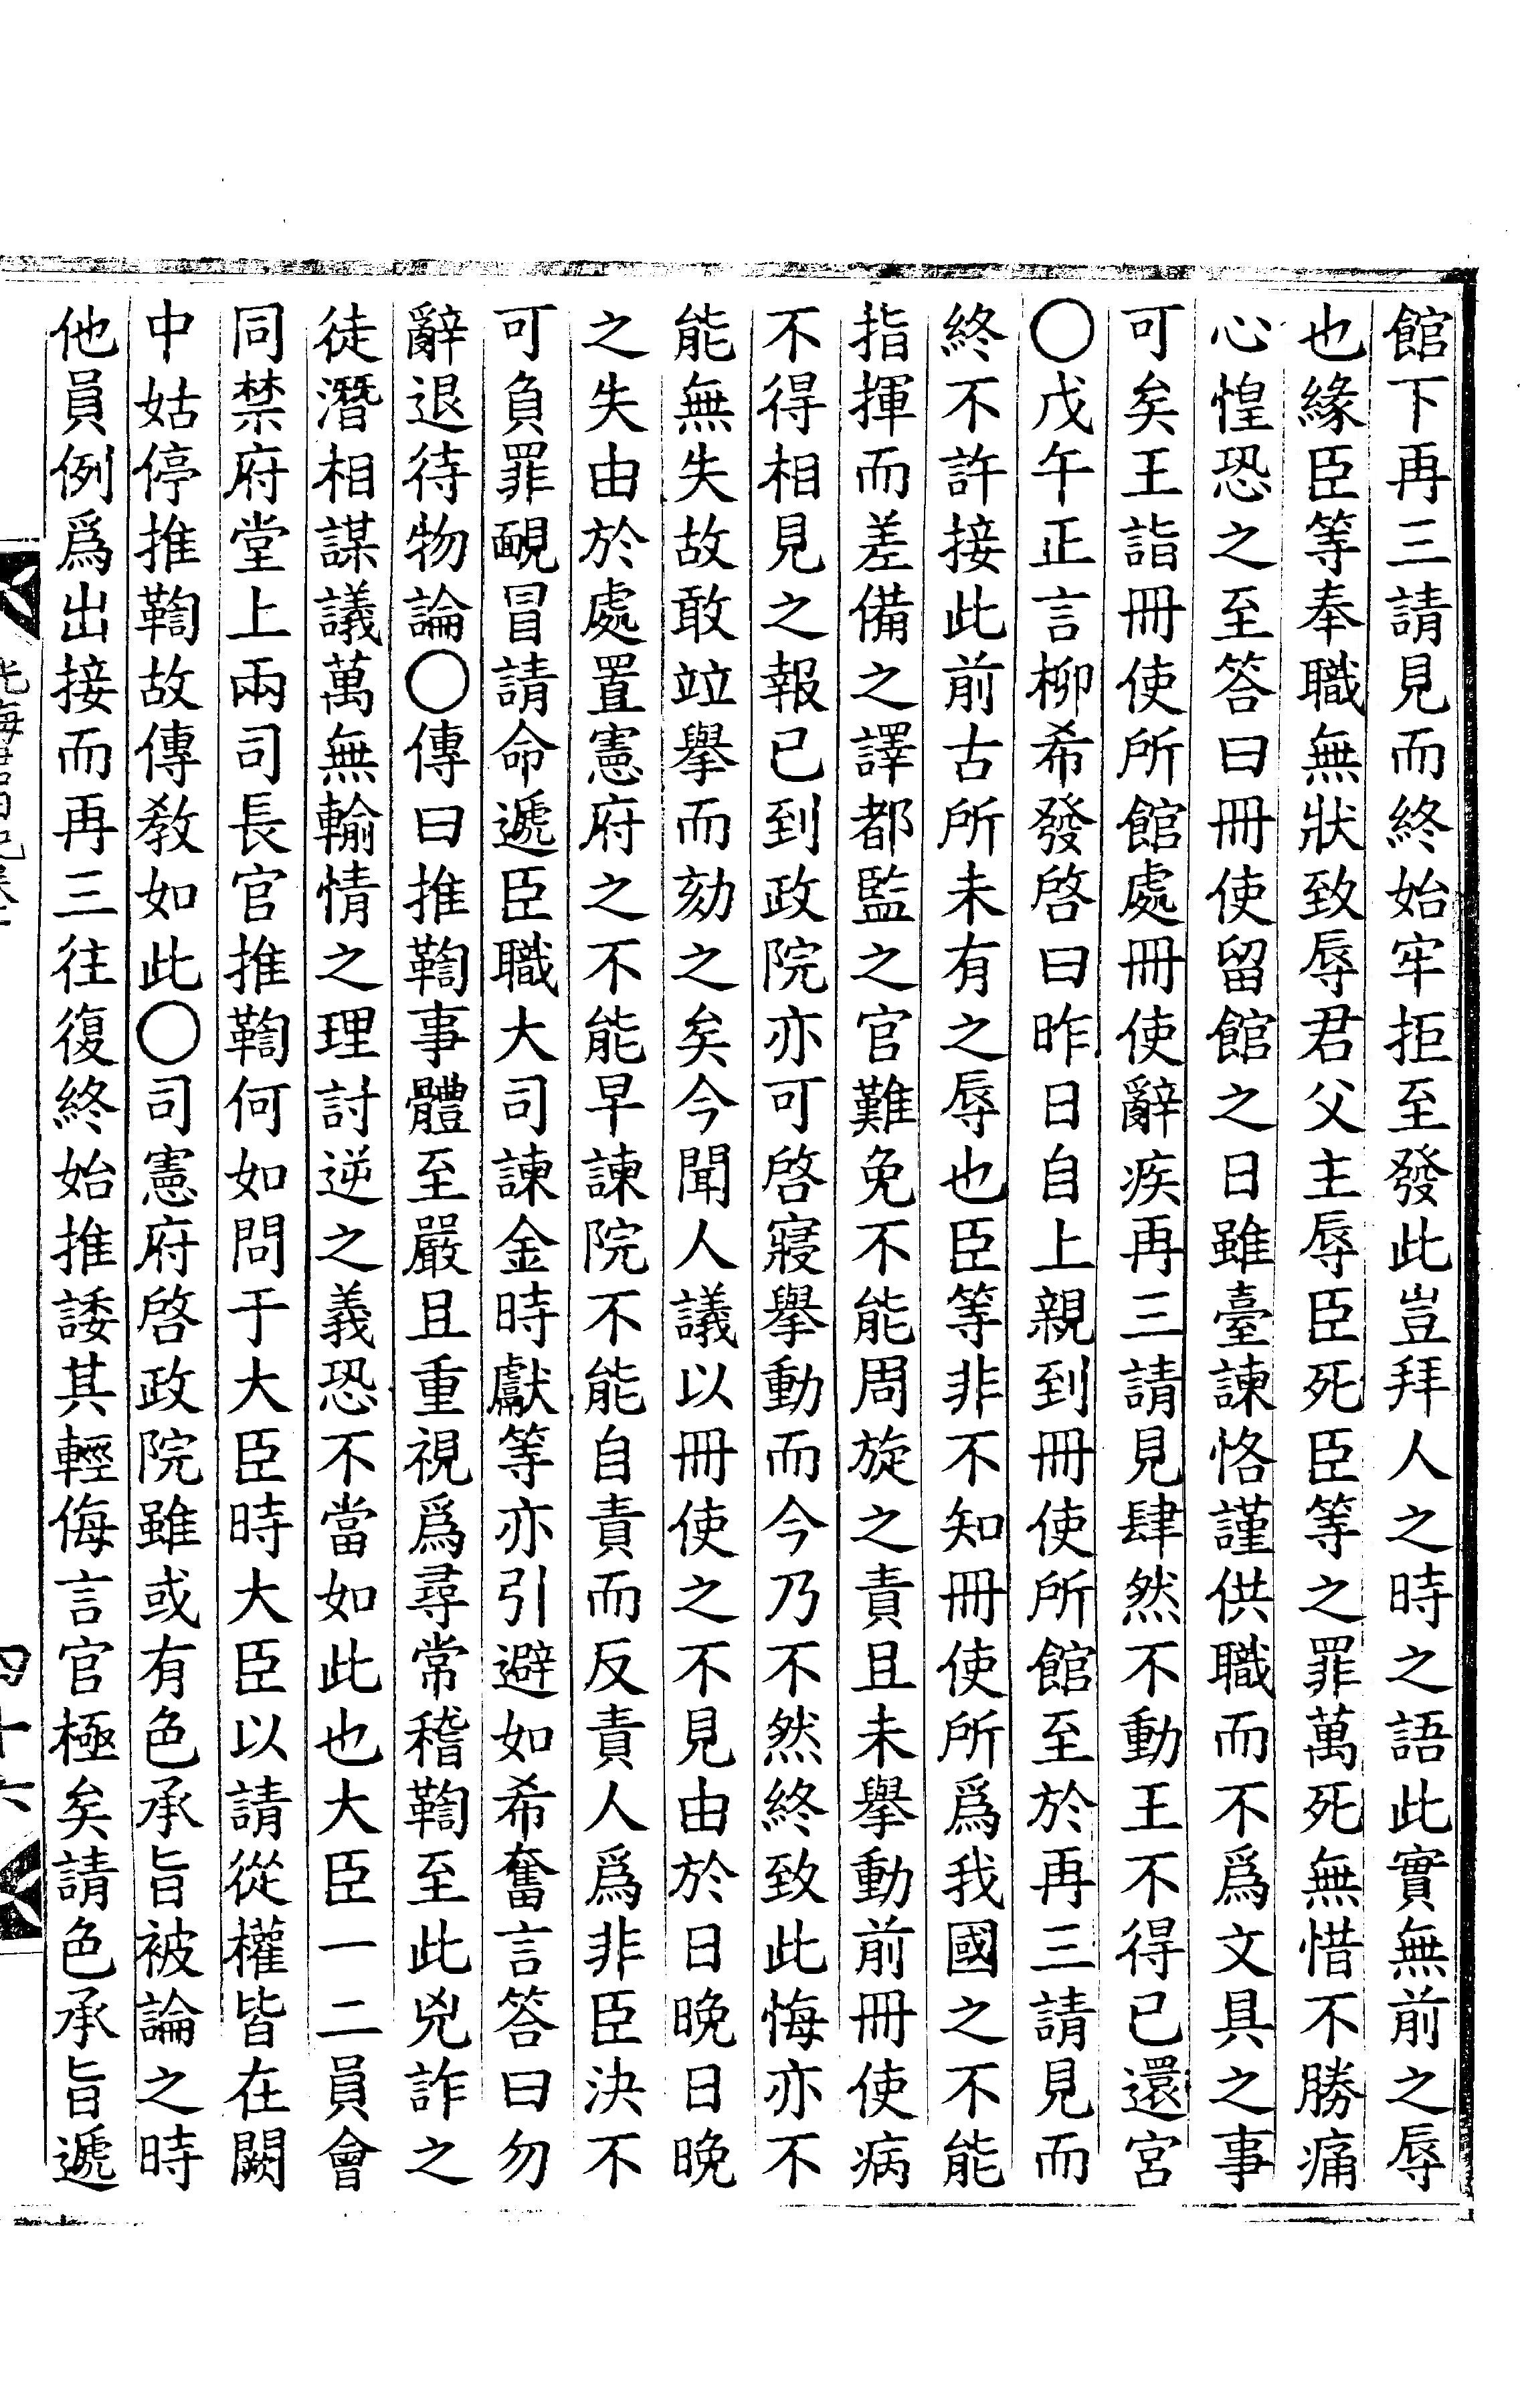 館下再三請見而終始牢拒至發此豈拜人之時之語此實無前之辱
也緣臣等奉職無狀致辱君父主辱臣死臣等之罪萬死無惜不勝痛
心惶恐之至答曰冊使留館之日雖臺諫恪謹供職而不爲文具之事
可矣王詣冊使所館處冊使辭疾再三請見肆然不動王不得已還宮
〇戊午正言柳希發啓曰昨日自上親到冊使所館至於再三請見而
終不許接此前古所未有之辱也臣等非不知冊使所爲我國之不能
指揮而差備之譯都監之官難免不能周旋之責且未擧動前冊使病
不得相見之報已到政院亦可啓寢擧動而今乃不然終致此悔亦不
能無失故敢竝擧而劾之矣今聞人議以冊使之不見由於日晚日晚
之失由於處置憲府之不能早諫院不能自責而反責人爲非臣決不
可負罪靦冒請命遞臣職大司諫金時獻等亦引避如希奮言答曰勿
辭退待物論〇傳曰推鞫事體至嚴且重視爲尋常稽鞫至此兇詐之
徒潛相謀議萬無輸情之理討逆之義恐不當如此也大臣一二員會
同禁府堂上兩司長官推鞫何如問于大臣時大臣以請從權皆在闕
中姑停推鞫故傳敎如此〇司憲府啓政院雖或有色承旨被論之時
他員例爲出接而再三往復終始推諉其輕侮言官極矣請色承旨遞
四十六